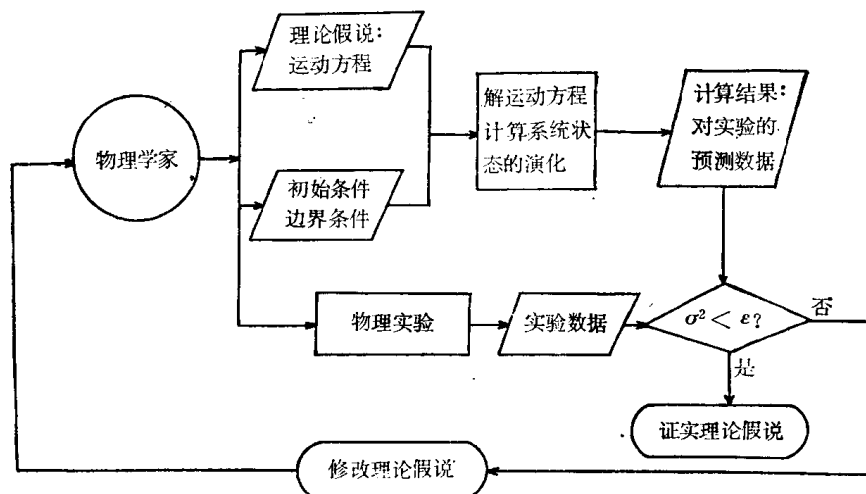 理论假说：
运动方程
物理学家
初始条件
边界条件
解运动方程
计算系统状
态的演化
计算结果：
对实验的
预测数据
物理实验
实验数据
σ² < ε?
否
是
证实理论假说
修改理论假说